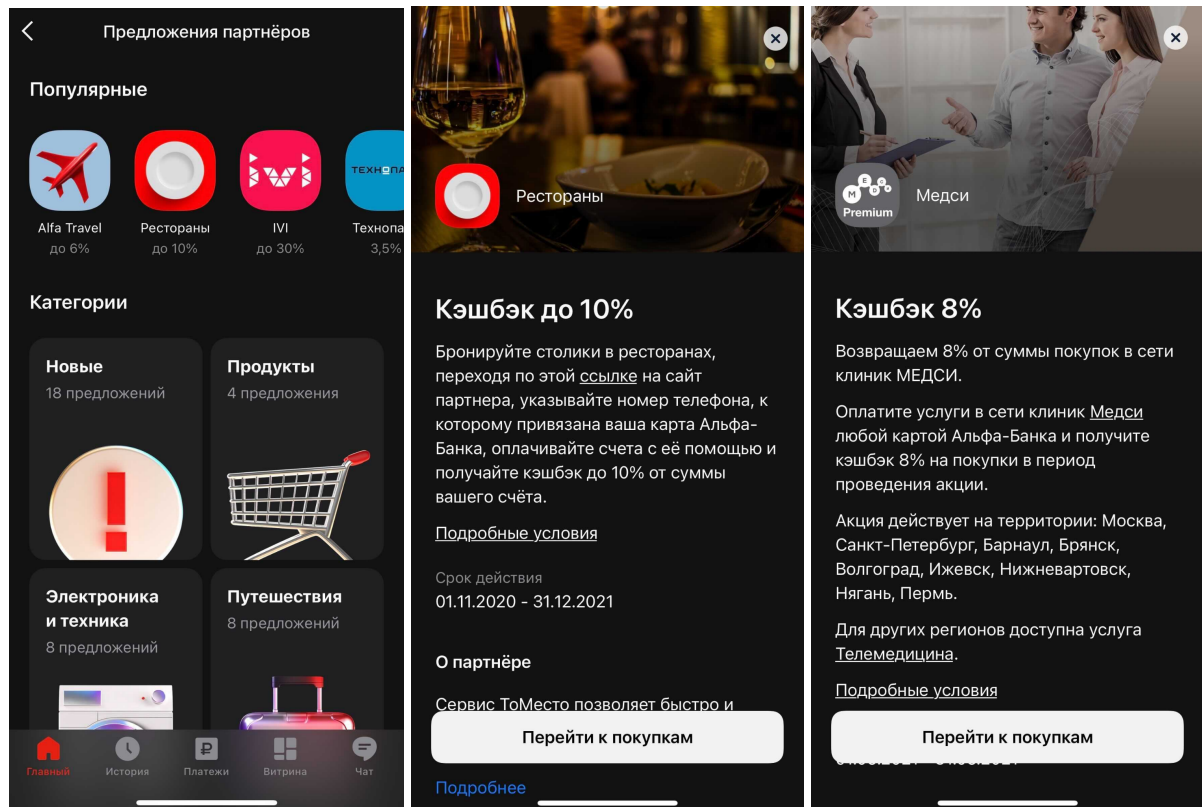 Предложения партнёров
Популярные
ТЕХНОПА
Alfa Travel
Рестораны
IVI
Технопа
до 6%
до 10%
до 30%
3,5%
Категории
Новые
18 предложений
Продукты
4 предложения
Электроника
и техника
8 предложений
Путешествия
8 предложений
Главный
История
Платежи
Витрина
Чат
Рестораны
Кэшбэк до 10%
Бронируйте столики в ресторанах,
переходя по этой ссылке на сайт
партнера, указывайте номер телефона, к
которому привязана ваша карта Альфа-
Банка, оплачивайте счета с её помощью и
получайте кэшбэк до 10% от суммы
вашего счёта.
Подробные условия
Срок действия
01.11.2020 - 31.12.2021
О партнёре
Сервис ТоМесто позволяет быстро и
Перейти к покупкам
Подробнее
Premium
Медси
Кэшбэк 8%
Возвращаем 8% от суммы покупок в сети
клиник МЕДСИ.
Оплатите услуги в сети клиник Медси
любой картой Альфа-Банка и получите
кэшбэк 8% на покупки в период
проведения акции.
Акция действует на территории: Москва,
Санкт-Петербург, Барнаул, Брянск,
Волгоград, Ижевск, Нижневартовск,
Нягань, Пермь.
Для других регионов доступна услуга
Телемедицина.
Подробные условия
Перейти к покупкам